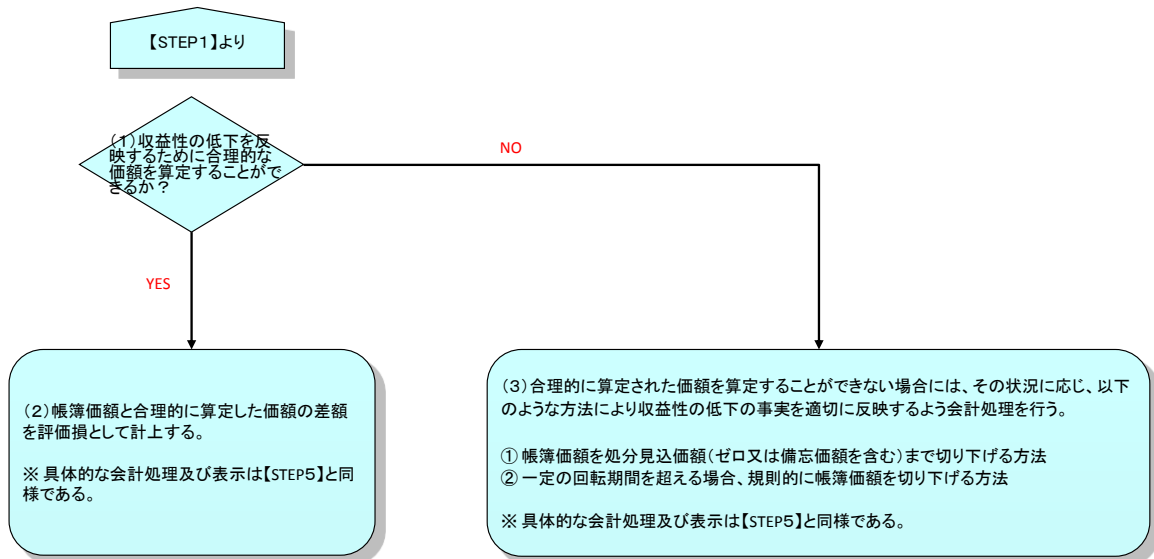 【STEP1】より
(1)収益性の低下を反
映するために合理的な
価額を算定することがで
きるか？
NO
YES
(2)帳簿価額と合理的に算定した価額の差額
を評価損として計上する。
※ 具体的な会計処理及び表示は【STEP5】と同
様である。
(3)合理的に算定された価額を算定することができない場合には、その状況に応じ、以下
のような方法により収益性の低下の事実を適切に反映するよう会計処理を行う。
① 帳簿価額を処分見込価額(ゼロ又は備忘価額を含む)まで切り下げる方法
② 一定の回転期間を超える場合、規則的に帳簿価額を切り下げる方法
※ 具体的な会計処理及び表示は【STEP5】と同様である。